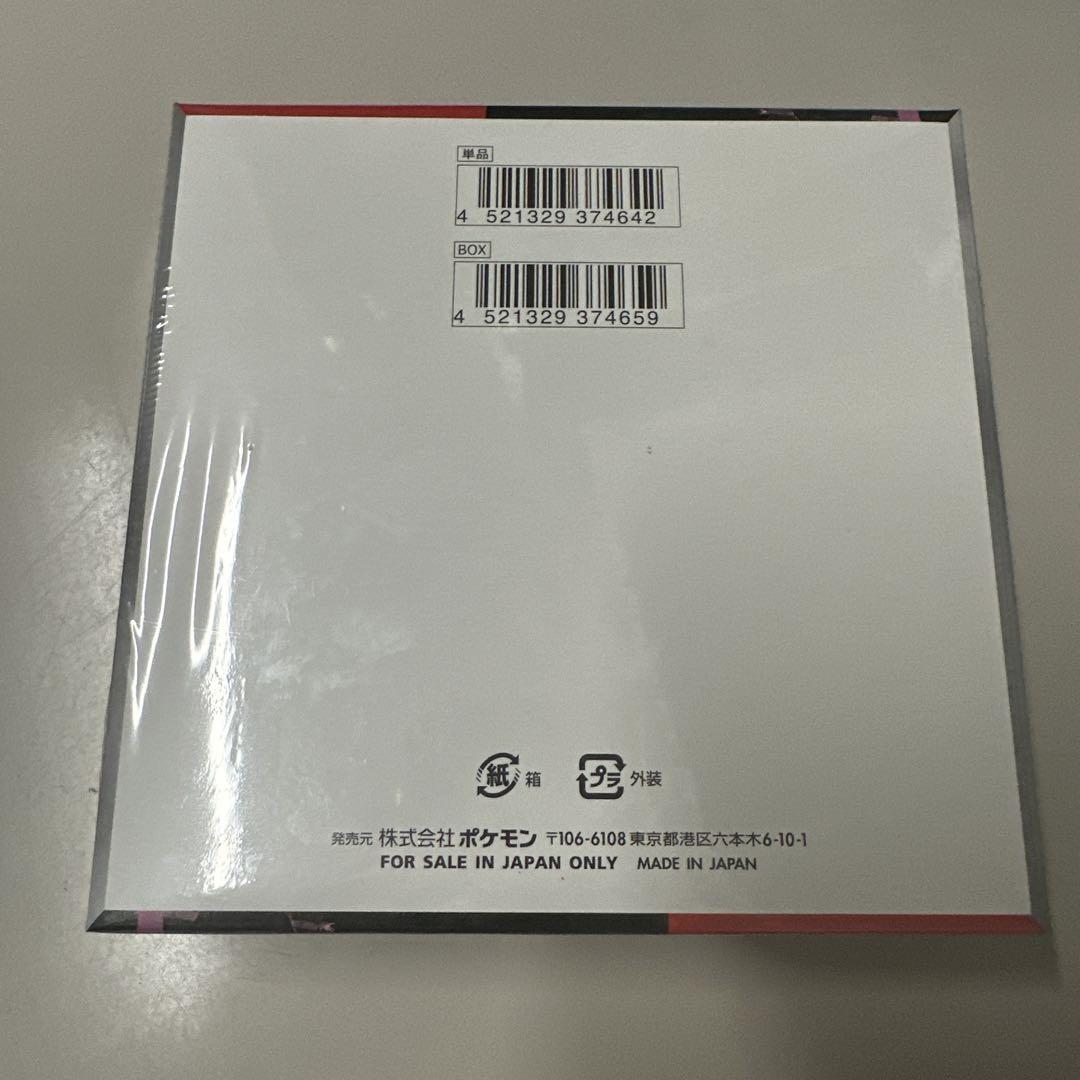 単品
4 521329 374642
BOX
4 521329 374659
紙 箱 プラ 外装
発売元 株式会社 ポケモン 〒106-6108 東京都港区六本木6-10-1
FOR SALE IN JAPAN ONLY MADE IN JAPAN